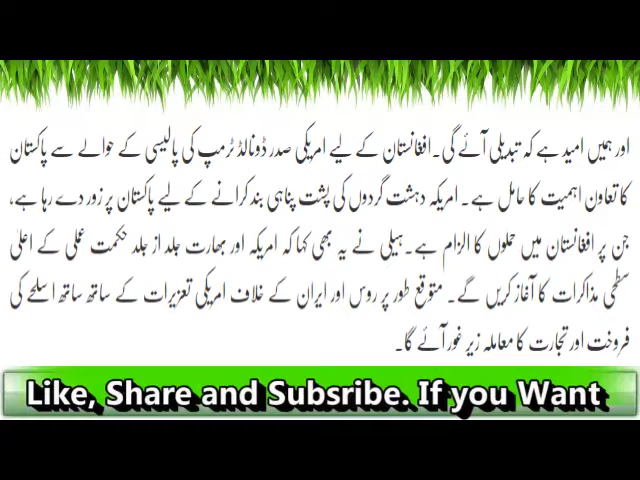 اور ہمیں امید ہے کہ تبدیلی آئے گی۔افغانستان کے لیے امریکی صدر ڈونالڈ ٹرمپ کی پالیسی کے حوالے سے پاکستان
کا تعاون اہمیت کا حامل ہے۔ امریکہ دہشت گردوں کی پشت پناہی بند کرانے کے لیے پاکستان پر زور دے رہا ہے،
جن پر افغانستان میں حملوں کا الزام ہے۔ہیلی نے یہ بھی کہا کہ امریکہ اور بھارت جلد از جلد حکمت عملی کے اعلیٰ
سطحی مذاکرات کا آغاز کریں گے۔ متوقع طور پر روس اور ایران کے خلاف امریکی تعزیرات کے ساتھ ساتھ اسلحے کی
فروخت اور تجارت کا معاملہ زیر غور آئے گا۔
Like, Share and Subsribe. If you Want